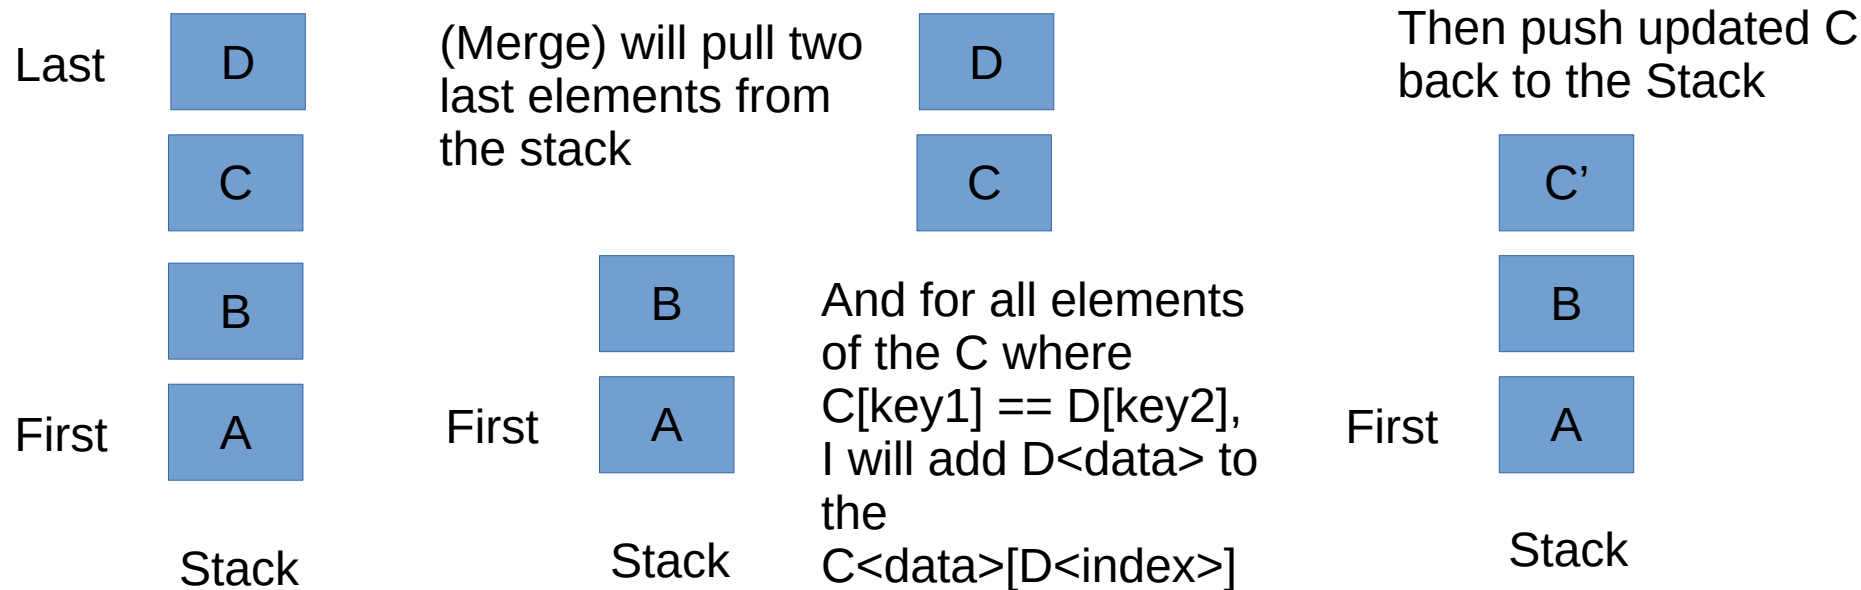 Last
D
C
B
First
A
Stack
(Merge) will pull two
last elements from
the stack
B
First
A
Stack
D
C
And for all elements
of the C where
C[key1] == D[key2],
I will add D<data> to
the
C<data>[D<index>]
Then push updated C
back to the Stack
C’
B
First
A
Stack